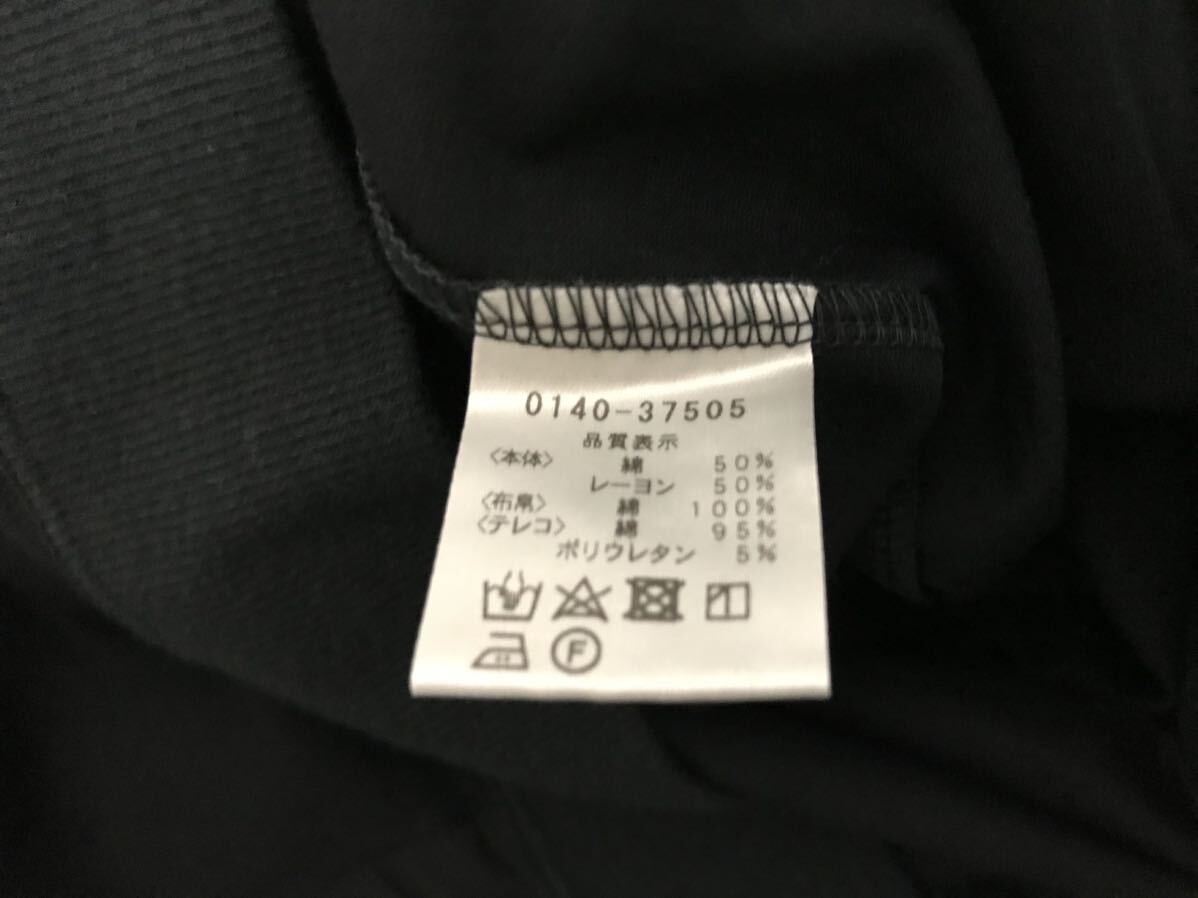 0140-37505
品質表示
〈本体〉 綿 50%
レーヨン 50%
〈布帛〉 綿 100%
〈テレコ〉 綿 95%
ポリウレタン 5%
F